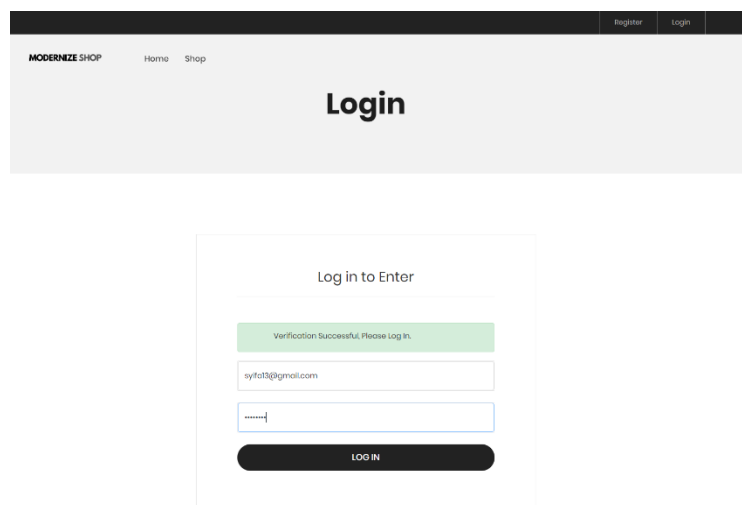 Register Login
MODERNIZE SHOP Home Shop
Login
Log in to Enter
Verification Successful, Please Log In.
syifa13@gmail.com
••••••••
LOG IN